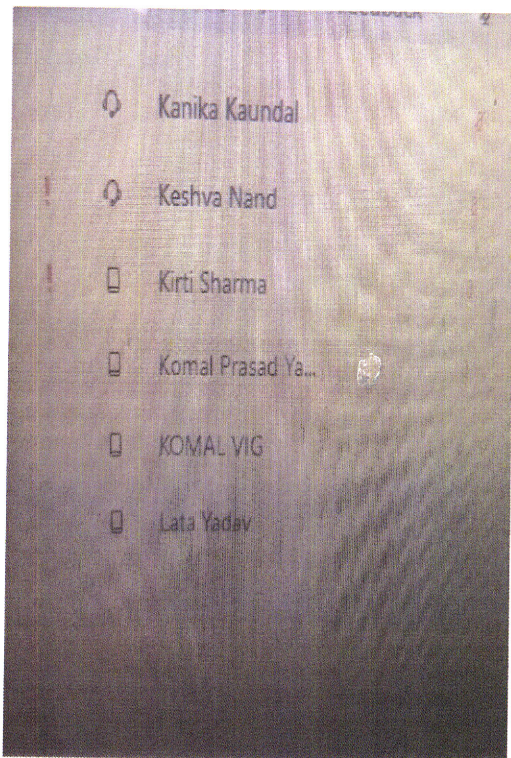 Kanika Kaundal
! Keshva Nand
! Kirti Sharma
Komal Prasad Ya...
KOMAL VIG
Lata Yadav